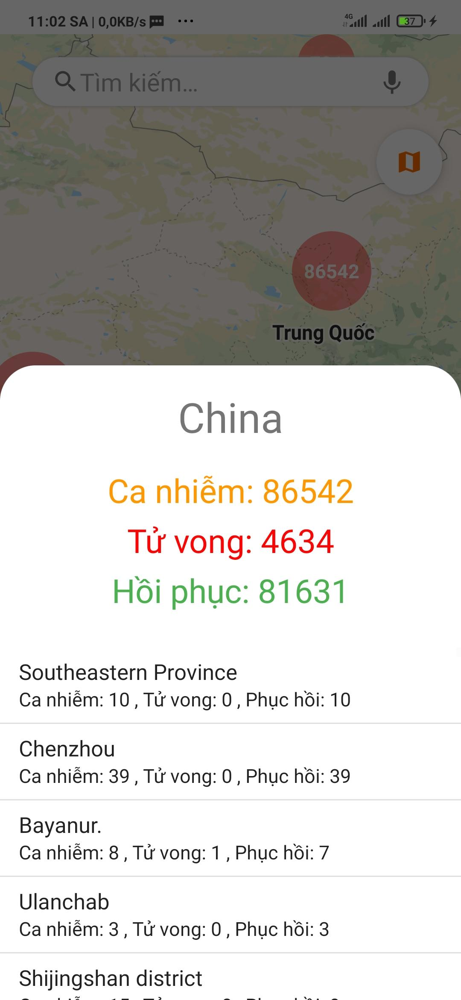 11:02 SA | 0,0KB/s ...
4G
37
Tìm kiếm...
86542
Trung Quốc
China
Ca nhiễm: 86542
Tử vong: 4634
Hồi phục: 81631
Southeastern Province
Ca nhiễm: 10 , Tử vong: 0 , Phục hồi: 10
Chenzhou
Ca nhiễm: 39 , Tử vong: 0 , Phục hồi: 39
Bayanur.
Ca nhiễm: 8 , Tử vong: 1 , Phục hồi: 7
Ulanchab
Ca nhiễm: 3 , Tử vong: 0 , Phục hồi: 3
Shijingshan district